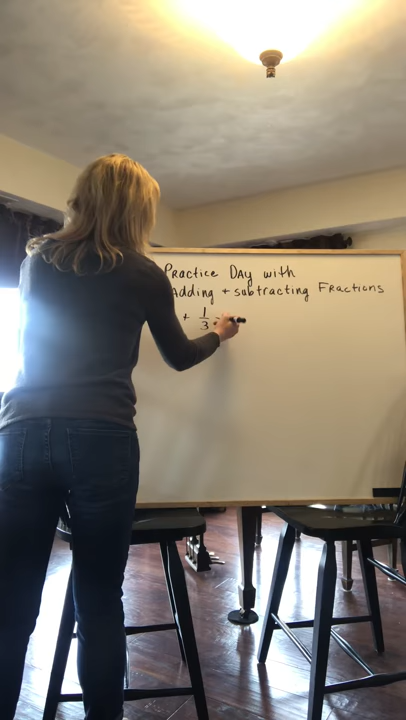 Practice Day with
Adding + subtracting Fractions
+ 1/3 =